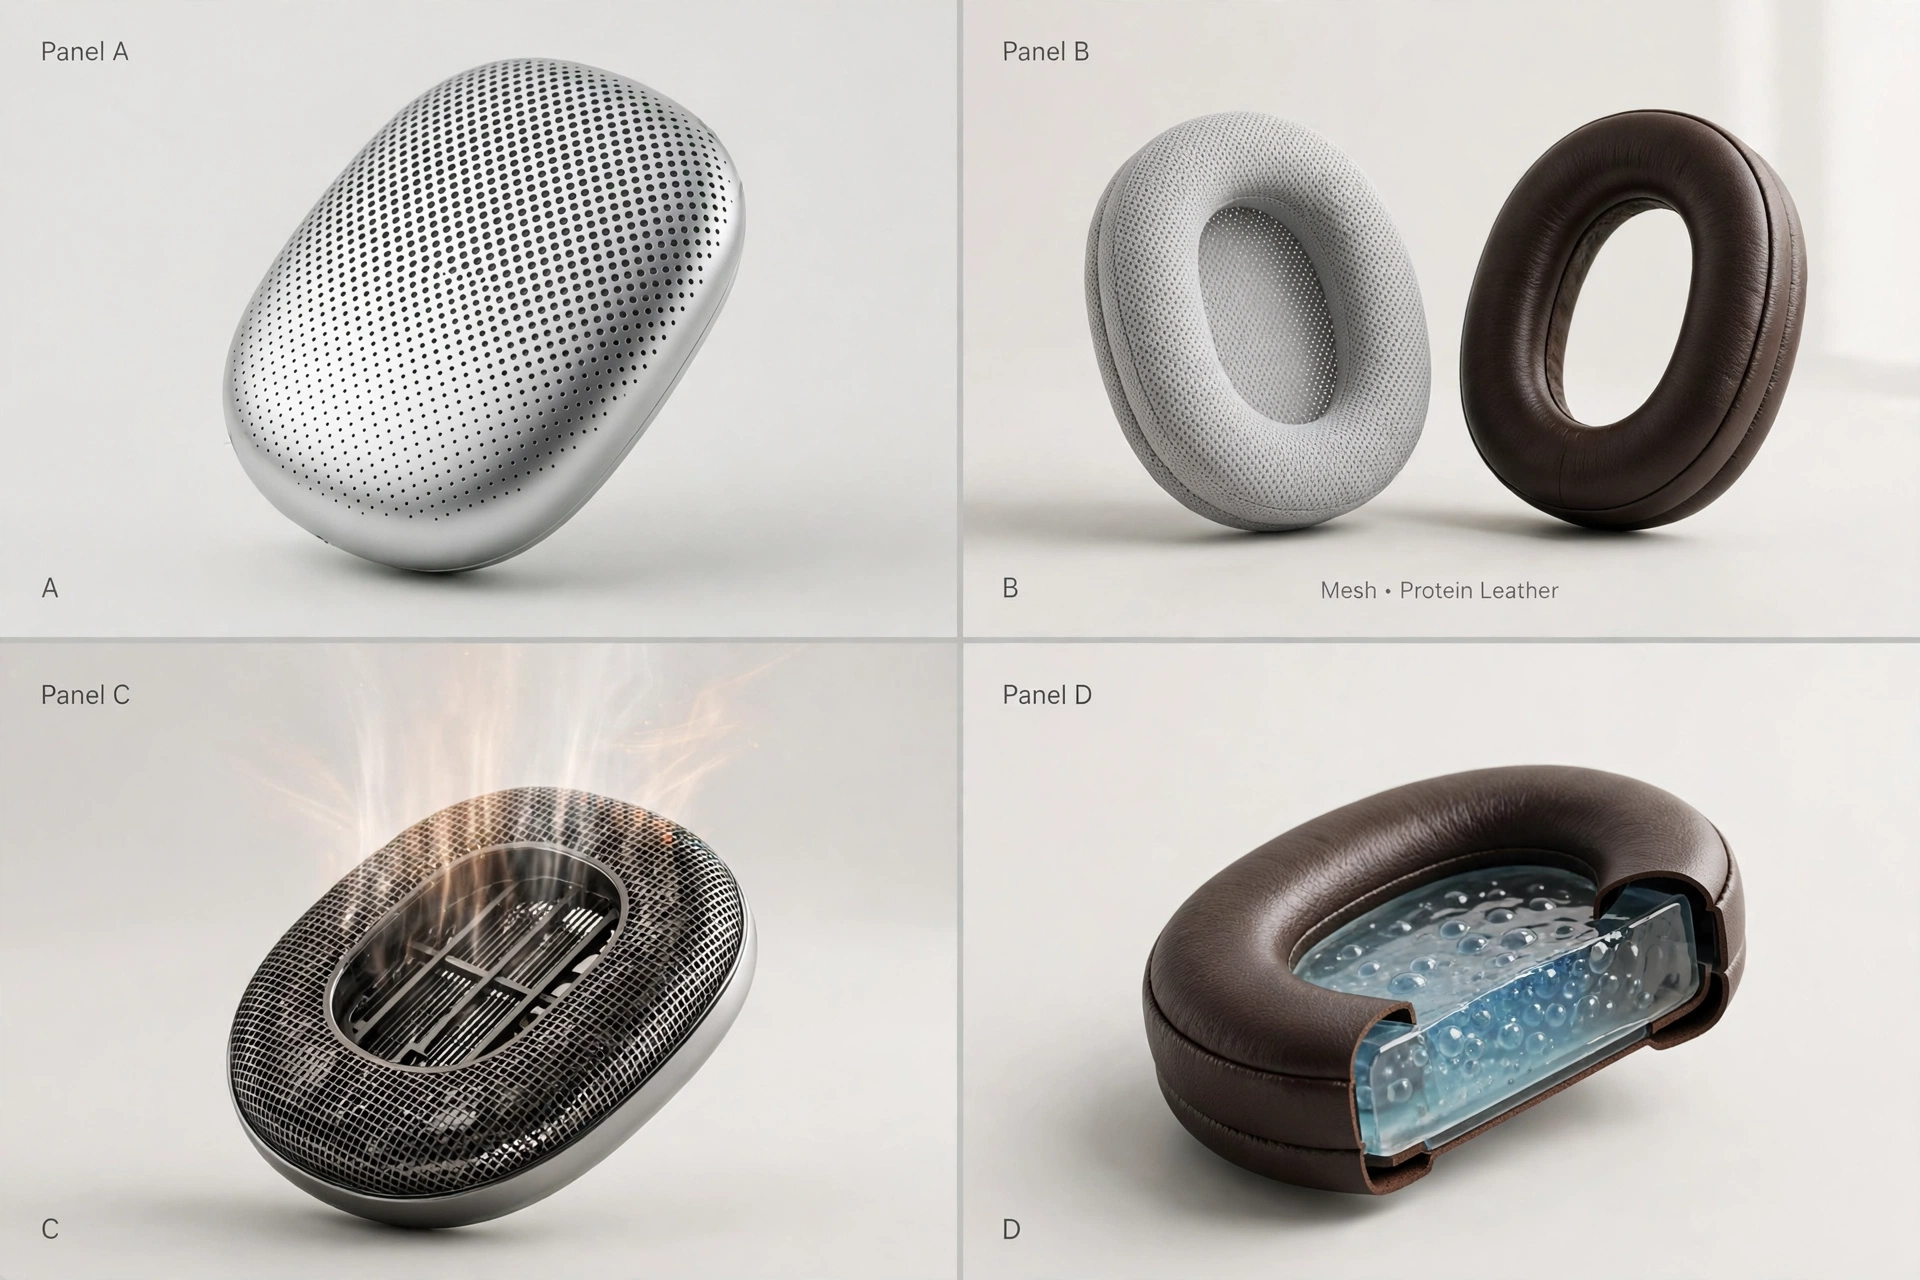 Panel A
A
Panel B
B
Mesh • Protein Leather
Panel C
C
Panel D
D